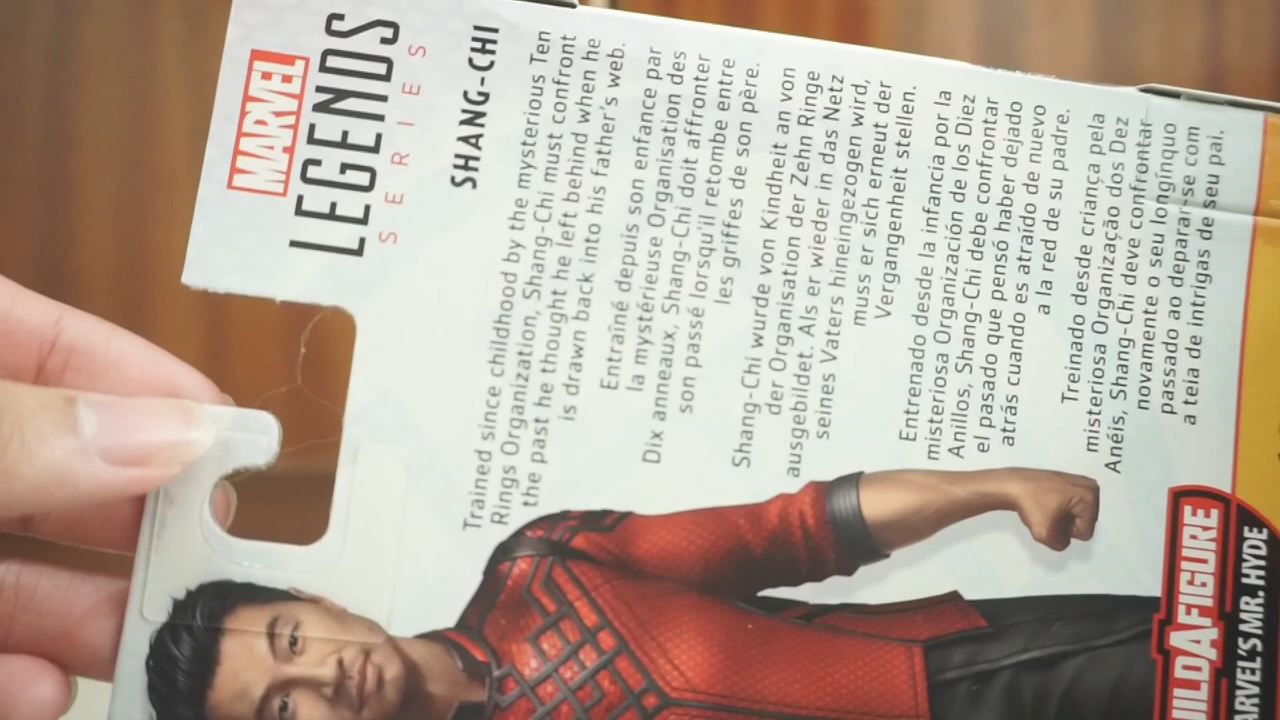 MARVEL
LEGENDS
SERIES
SHANG-CHI
Trained since childhood by the mysterious Ten
Rings Organization, Shang-Chi must confront
the past he thought he left behind when he
is drawn back into his father's web.
Entraîné depuis son enfance par
la mystérieuse Organisation des
Dix anneaux, Shang-Chi doit affronter
son passé lorsqu'il retombe entre
les griffes de son père.
Shang-Chi wurde von Kindheit an von
der Organisation der Zehn Ringe
ausgebildet. Als er wieder in das Netz
seines Vaters hineingezogen wird,
muss er sich erneut der
Vergangenheit stellen.
Entrenado desde la infancia por la
misteriosa Organización de los Diez
Anillos, Shang-Chi debe confrontar
el pasado que pensó haber dejado
atrás cuando es atraído de nuevo
a la red de su padre.
Treinado desde criança pela
misteriosa Organização dos Dez
Anéis, Shang-Chi deve confrontar
novamente o seu longínquo
passado ao deparar-se com
a teia de intrigas de seu pai.
UILDAFIGURE
ARVEL'S MR. HYDE